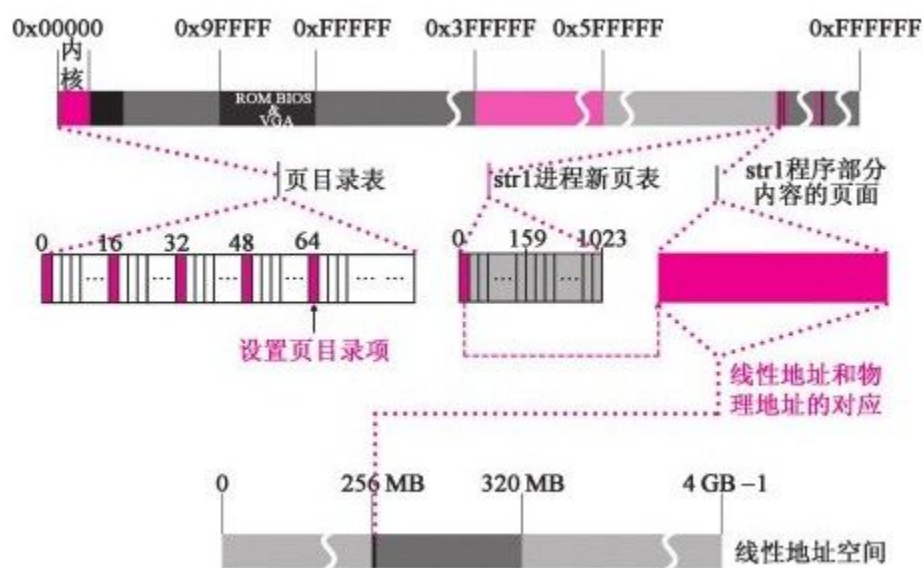 0x00000 0x9FFFF 0xFFFFF 0x3FFFFF 0x5FFFFF 0xFFFFFF
内
核
ROM BIOS
&
VGA
页目录表
str1进程新页表
str1程序部分
内容的页面
0 16 32 48 64
0 159 1023
... ... ... ... ... ...
... ... ...
设置页目录项
线性地址和物
理地址的对应
0 256 MB 320 MB 4 GB –1
线性地址空间